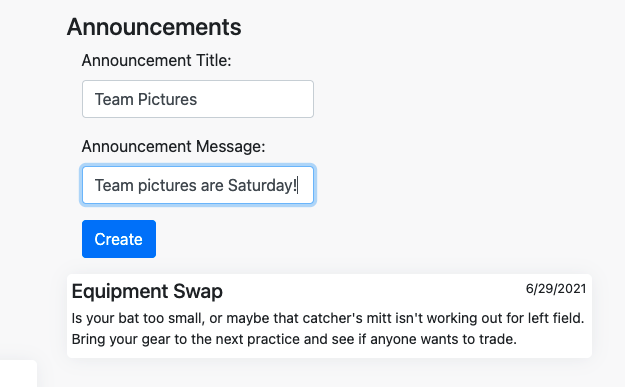 Announcements
Announcement Title:
Team Pictures
Announcement Message:
Team pictures are Saturday!
Create
Equipment Swap
6/29/2021
Is your bat too small, or maybe that catcher's mitt isn't working out for left field.
Bring your gear to the next practice and see if anyone wants to trade.